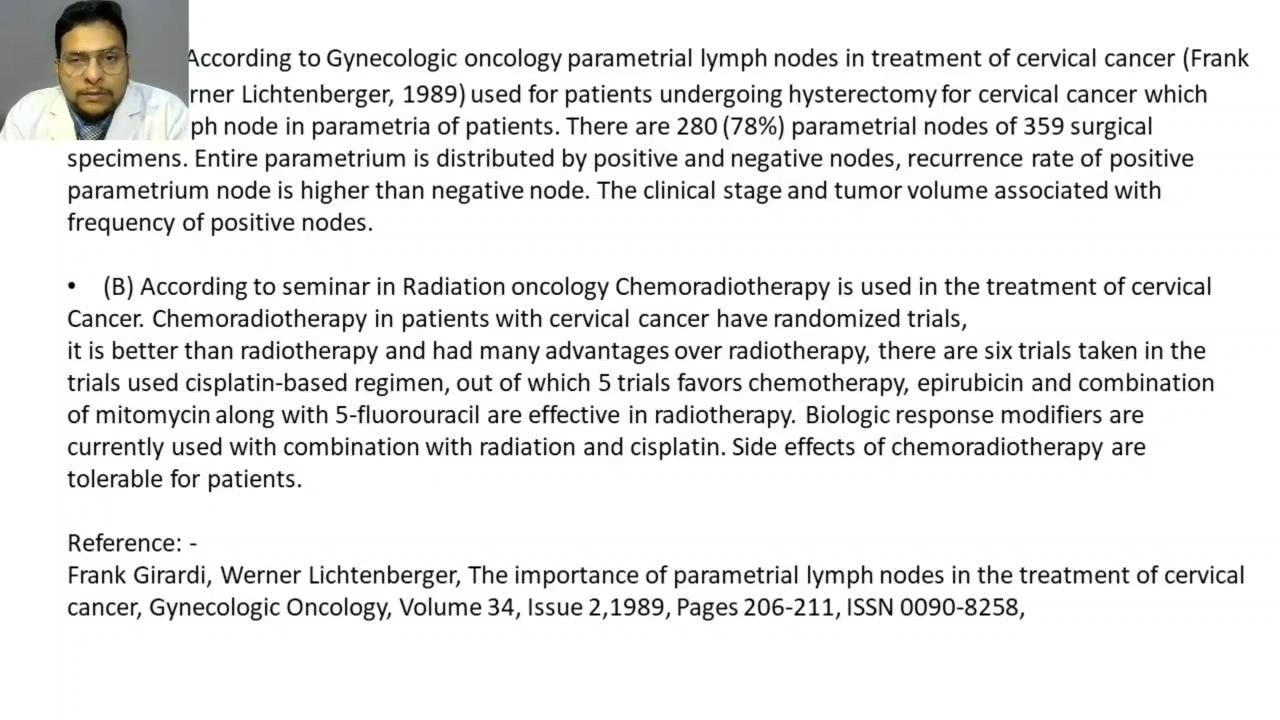 According to Gynecologic oncology parametrial lymph nodes in treatment of cervical cancer (Frank
Lichtenberger, 1989) used for patients undergoing hysterectomy for cervical cancer which
node in parametria of patients. There are 280 (78%) parametrial nodes of 359 surgical
specimens. Entire parametrium is distributed by positive and negative nodes, recurrence rate of positive
parametrium node is higher than negative node. The clinical stage and tumor volume associated with
frequency of positive nodes.
• (B) According to seminar in Radiation oncology Chemoradiotherapy is used in the treatment of cervical
Cancer. Chemoradiotherapy in patients with cervical cancer have randomized trials,
it is better than radiotherapy and had many advantages over radiotherapy, there are six trials taken in the
trials used cisplatin-based regimen, out of which 5 trials favors chemotherapy, epirubicin and combination
of mitomycin along with 5-fluorouracil are effective in radiotherapy. Biologic response modifiers are
currently used with combination with radiation and cisplatin. Side effects of chemoradiotherapy are
tolerable for patients.
Reference: -
Frank Girardi, Werner Lichtenberger, The importance of parametrial lymph nodes in the treatment of cervical
cancer, Gynecologic Oncology, Volume 34, Issue 2,1989, Pages 206-211, ISSN 0090-8258,